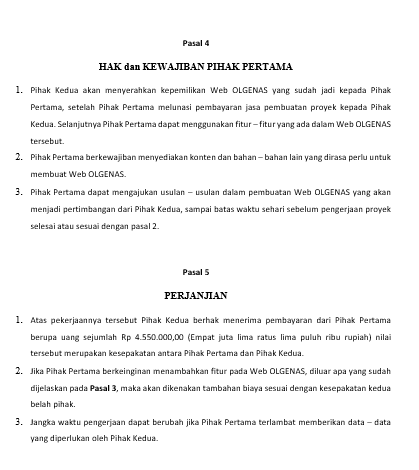 Pasal 4
HAK dan KEWAJIBAN PIHAK PERTAMA
1. Pihak Kedua akan menyerahkan kepemilikan Web OLGENAS yang sudah jadi kepada Pihak
Pertama, setelah Pihak Pertama melunasi pembayaran jasa pembuatan proyek kepada Pihak
Kedua. Selanjutnya Pihak Pertama dapat menggunakan fitur – fitur yang ada dalam Web OLGENAS
tersebut.
2. Pihak Pertama berkewajiban menyediakan konten dan bahan – bahan lain yang dirasa perlu untuk
membuat Web OLGENAS.
3. Pihak Pertama dapat mengajukan usulan – usulan dalam pembuatan Web OLGENAS yang akan
menjadi pertimbangan dari Pihak Kedua, sampai batas waktu sehari sebelum pengerjaan proyek
selesai atau sesuai dengan pasal 2.
Pasal 5
PERJANJIAN
1. Atas pekerjaannya tersebut Pihak Kedua berhak menerima pembayaran dari Pihak Pertama
berupa uang sejumlah Rp 4.550.000,00 (Empat juta lima ratus lima puluh ribu rupiah) nilai
tersebut merupakan kesepakatan antara Pihak Pertama dan Pihak Kedua.
2. Jika Pihak Pertama berkeinginan menambahkan fitur pada Web OLGENAS, diluar apa yang sudah
dijelaskan pada Pasal 3, maka akan dikenakan tambahan biaya sesuai dengan kesepakatan kedua
belah pihak.
3. Jangka waktu pengerjaan dapat berubah jika Pihak Pertama terlambat memberikan data – data
yang diperlukan oleh Pihak Kedua.